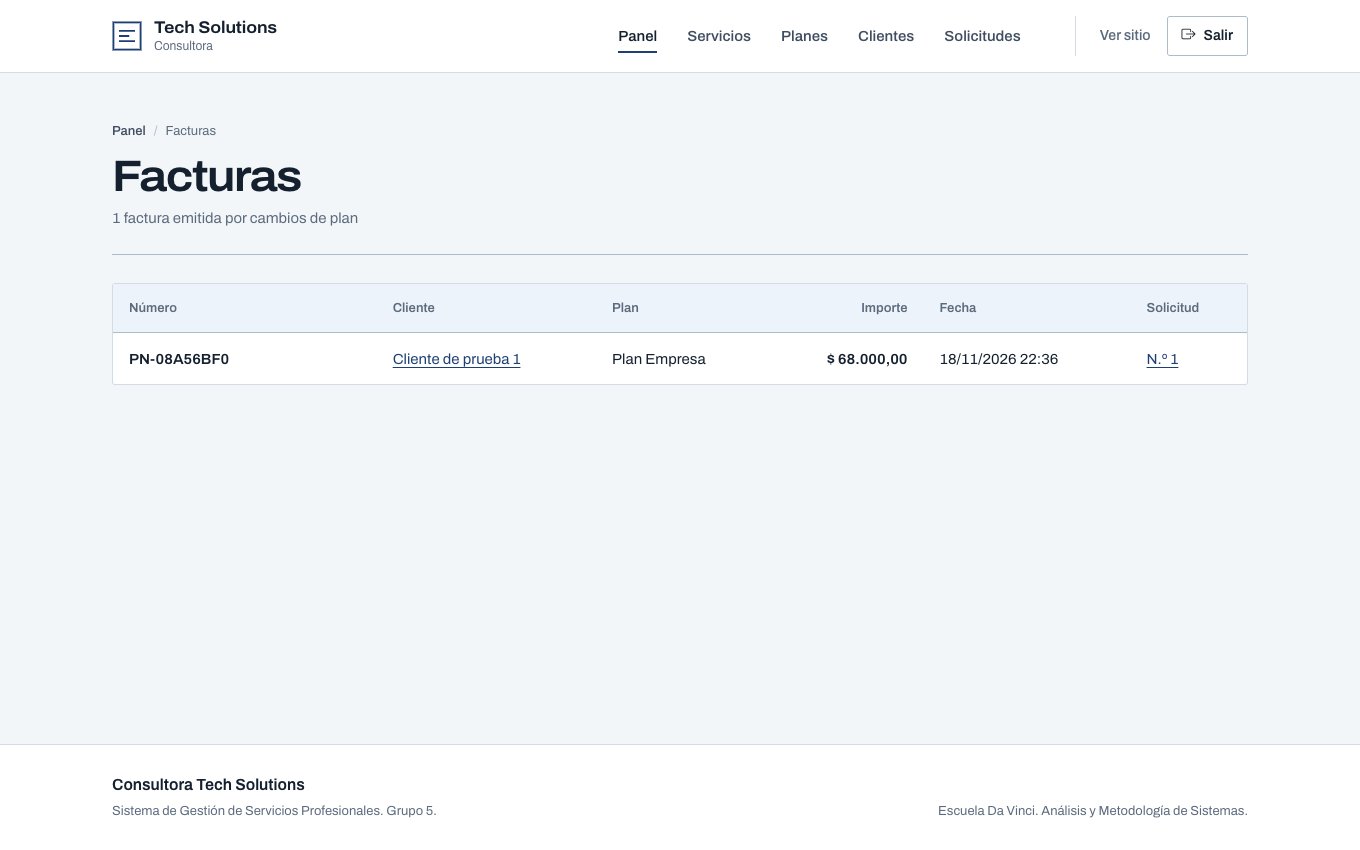 Tech Solutions
Consultora
Panel Servicios Planes Clientes Solicitudes Ver sitio Salir
Panel / Facturas
Facturas
1 factura emitida por cambios de plan
Número Cliente Plan Importe Fecha Solicitud
PN-08A56BF0 Cliente de prueba 1 Plan Empresa $ 68.000,00 18/11/2026 22:36 N.º 1
Consultora Tech Solutions
Sistema de Gestión de Servicios Profesionales. Grupo 5.
Escuela Da Vinci. Análisis y Metodología de Sistemas.